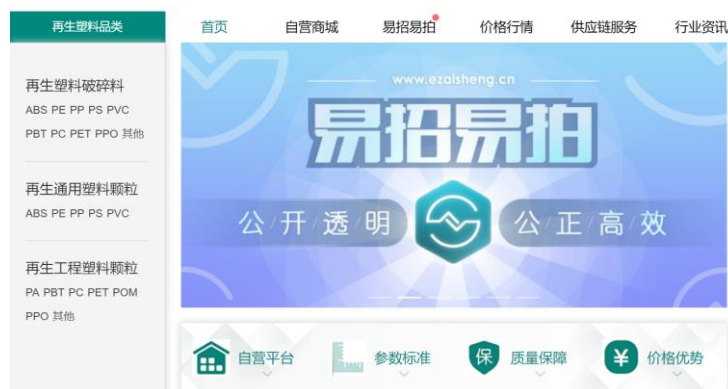 再生塑料品类
首页 自营商城 易招易拍 价格行情 供应链服务 行业资讯
再生塑料破碎料
ABS PE PP PS PVC
PBT PC PET PPO 其他
再生通用塑料颗粒
ABS PE PP PS PVC
再生工程塑料颗粒
PA PBT PC PET POM
PPO 其他
www.ezaisheng.cn
易招易拍
公/开/透/明 公/正/高/效
自营平台 参数标准 保 质量保障 ¥ 价格优势